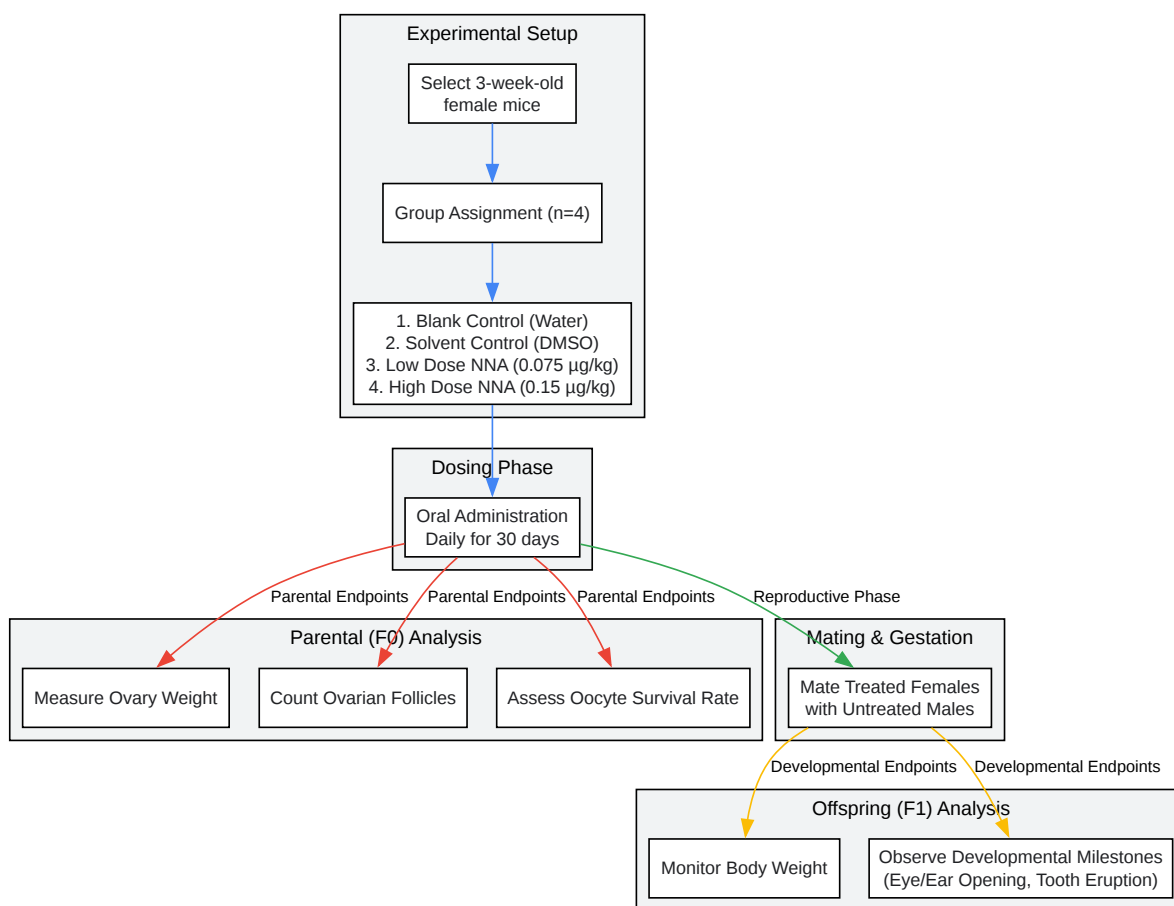 Experimental Setup
Select 3-week-old
female mice
Group Assignment (n=4)
1. Blank Control (Water)
2. Solvent Control (DMSO)
3. Low Dose NNA (0.075 µg/kg)
4. High Dose NNA (0.15 µg/kg)
Dosing Phase
Oral Administration
Daily for 30 days
Parental Endpoints
Parental Endpoints
Parental Endpoints
Reproductive Phase
Parental (F0) Analysis
Measure Ovary Weight
Count Ovarian Follicles
Assess Oocyte Survival Rate
Mating & Gestation
Mate Treated Females
with Untreated Males
Developmental Endpoints
Developmental Endpoints
Offspring (F1) Analysis
Monitor Body Weight
Observe Developmental Milestones
(Eye/Ear Opening, Tooth Eruption)